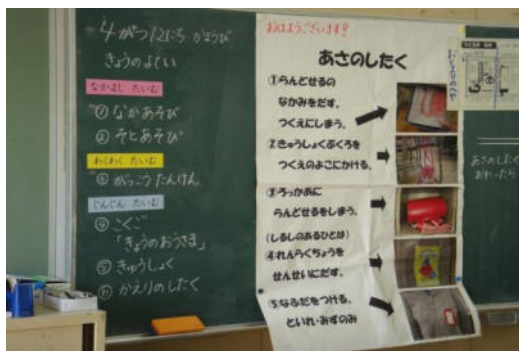 4がつ12にち かようび
きょうのよてい
なかよし たいむ
① なかあそび
② そとあそび
わくわく たいむ
③ がっこうたんけん
ぐんぐん たいむ
④ こくご
「きょうのおうさま」
⑤ きゅうしょく
⑥ かえりのしたく
おはようございます！
あさのしたく
①らんどせるの
なかみをだす。
つくえにしまう。
②きゅうしょくぶくろを
つくえのよこにかける。
③ろっかあに
らんどせるをしまう。
(しるしのあるひとは)
④れんらくちょうを
せんせいにだす。
⑤なふだをつける。
といれ・みずのみ
あさのしたく
おわったら